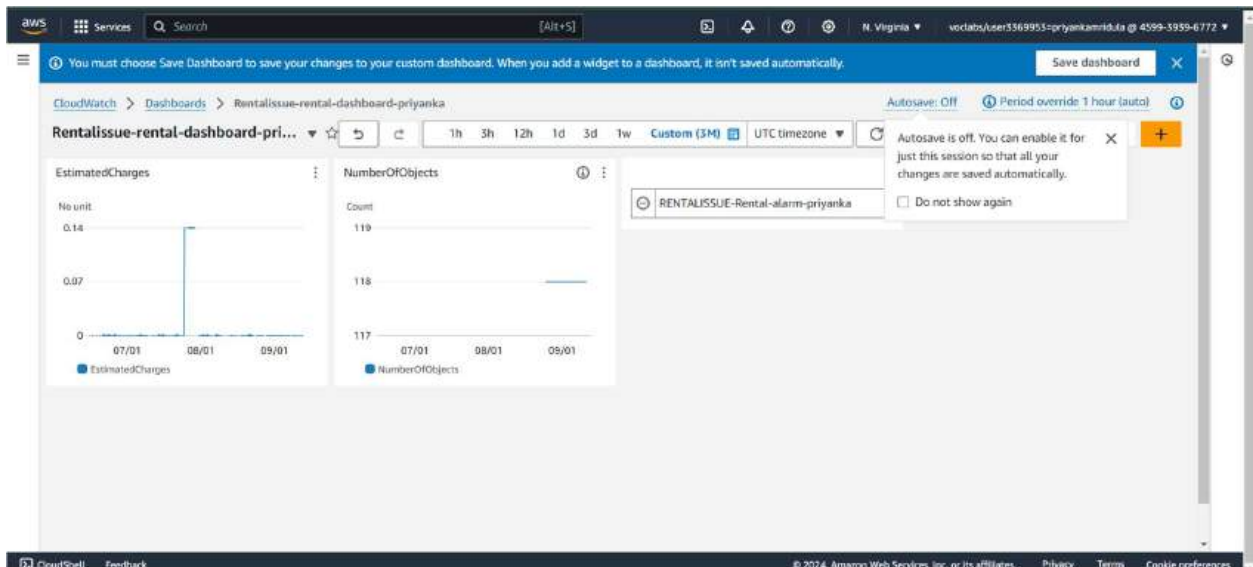 aws Services Search [Alt+S] N. Virginia voclabs/user3369953=priyankamridula @ 4599-3959-6772
You must choose Save Dashboard to save your changes to your custom dashboard. When you add a widget to a dashboard, it isn't saved automatically. Save dashboard
CloudWatch > Dashboards > Rentalissue-rental-dashboard-priyanka Autosave: Off Period override 1 hour (auto)
Rentalissue-rental-dashboard-pri... 1h 3h 12h 1d 3d 1w Custom (3M) UTC timezone
Autosave is off. You can enable it for
just this session so that all your
changes are saved automatically.
Do not show again
EstimatedCharges
No unit
0.14
0.07
0
07/01 08/01 09/01
EstimatedCharges
NumberOfObjects
Count
119
118
117
07/01 08/01 09/01
NumberOfObjects
RENTALISSUE-Rental-alarm-priyanka
CloudShell Feedback © 2024, Amazon Web Services, Inc. or its affiliates. Privacy Terms Cookie preferences